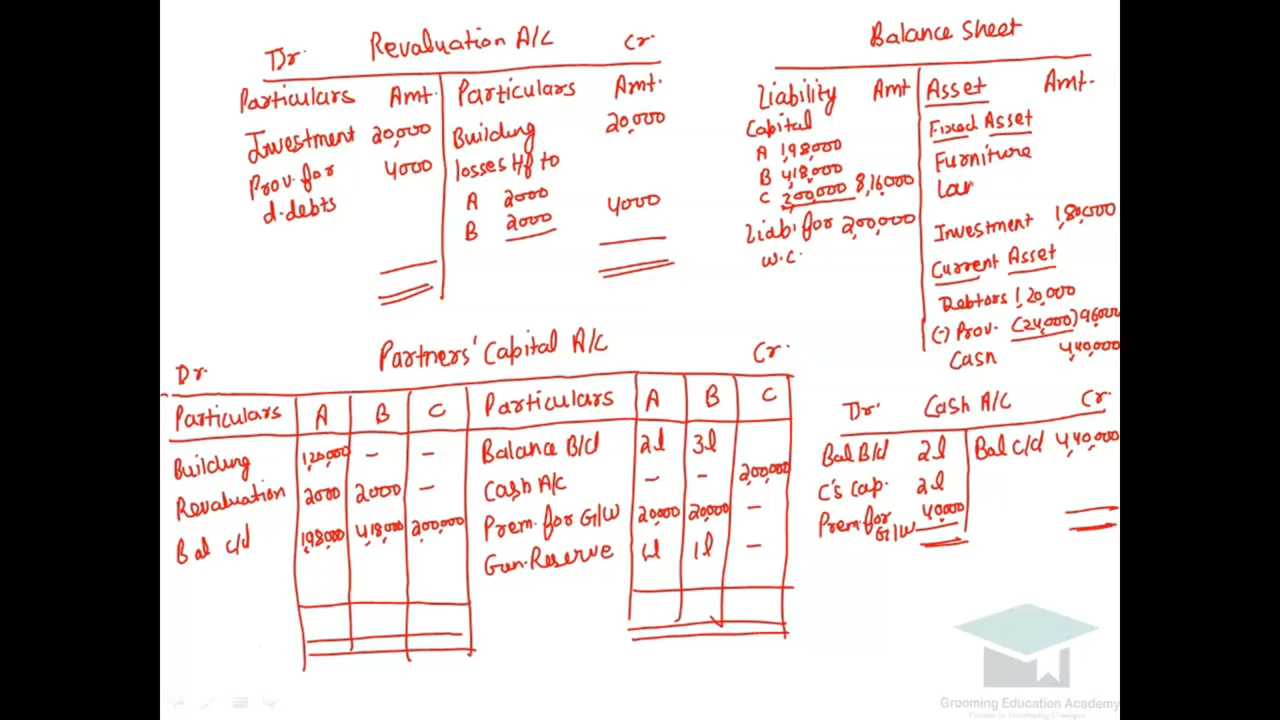 Dr. Revaluation A/C Cr.
Particulars Amt. Particulars Amt.
Investment 20,000 Building 20,000
Prov. for 4000 losses t/f to
d. debts A 2000
B 2000 4000
Balance Sheet
Liability Amt Asset Amt.
Capital Fixed Asset
A 1,98,000 Furniture
B 4,18,000
C 2,00,000 8,16,000
Liab. for 2,00,000 Investment 1,80,000
w.c. Current Asset
Debtors 1,20,000
(-) Prov. (24,000) 96000
Cash 4,40,000
Partners' Capital A/C
Dr. Cr.
Particulars A B C Particulars A B C
Building 1,20,000 - - Balance B/d 2l 3l
Revaluation 2000 2000 - Cash A/C - - 2,00,000
Bal c/d 1,98,000 4,18,000 2,00,000 Prem. for G/W 20,000 20,000 -
Gen. Reserve 1l 1l -
Dr. Cash A/C Cr.
Bal B/d 2l Bal C/d 4,40,000
C's Cap. 2l
Prem. for 40,000
G/W
Grooming Education Academy